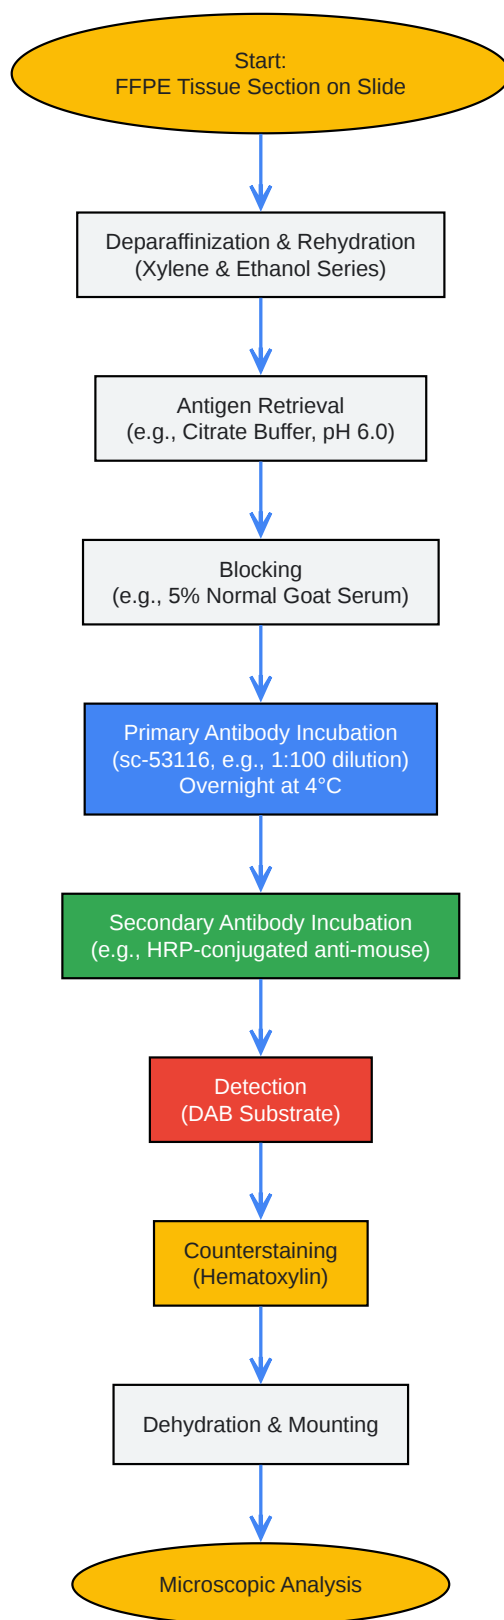 Start:
FFPE Tissue Section on Slide
Deparaffinization & Rehydration
(Xylene & Ethanol Series)
Antigen Retrieval
(e.g., Citrate Buffer, pH 6.0)
Blocking
(e.g., 5% Normal Goat Serum)
Primary Antibody Incubation
(sc-53116, e.g., 1:100 dilution)
Overnight at 4°C
Secondary Antibody Incubation
(e.g., HRP-conjugated anti-mouse)
Detection
(DAB Substrate)
Counterstaining
(Hematoxylin)
Dehydration & Mounting
Microscopic Analysis